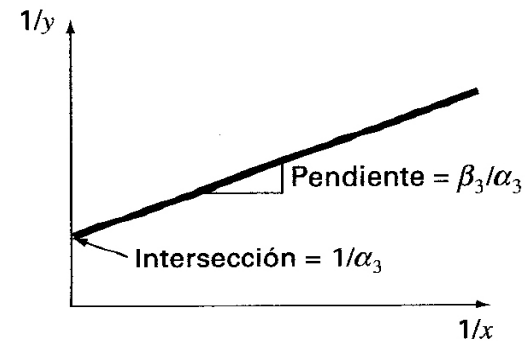 1/y
Pendiente = β₃/α₃
Intersección = 1/α₃
1/x